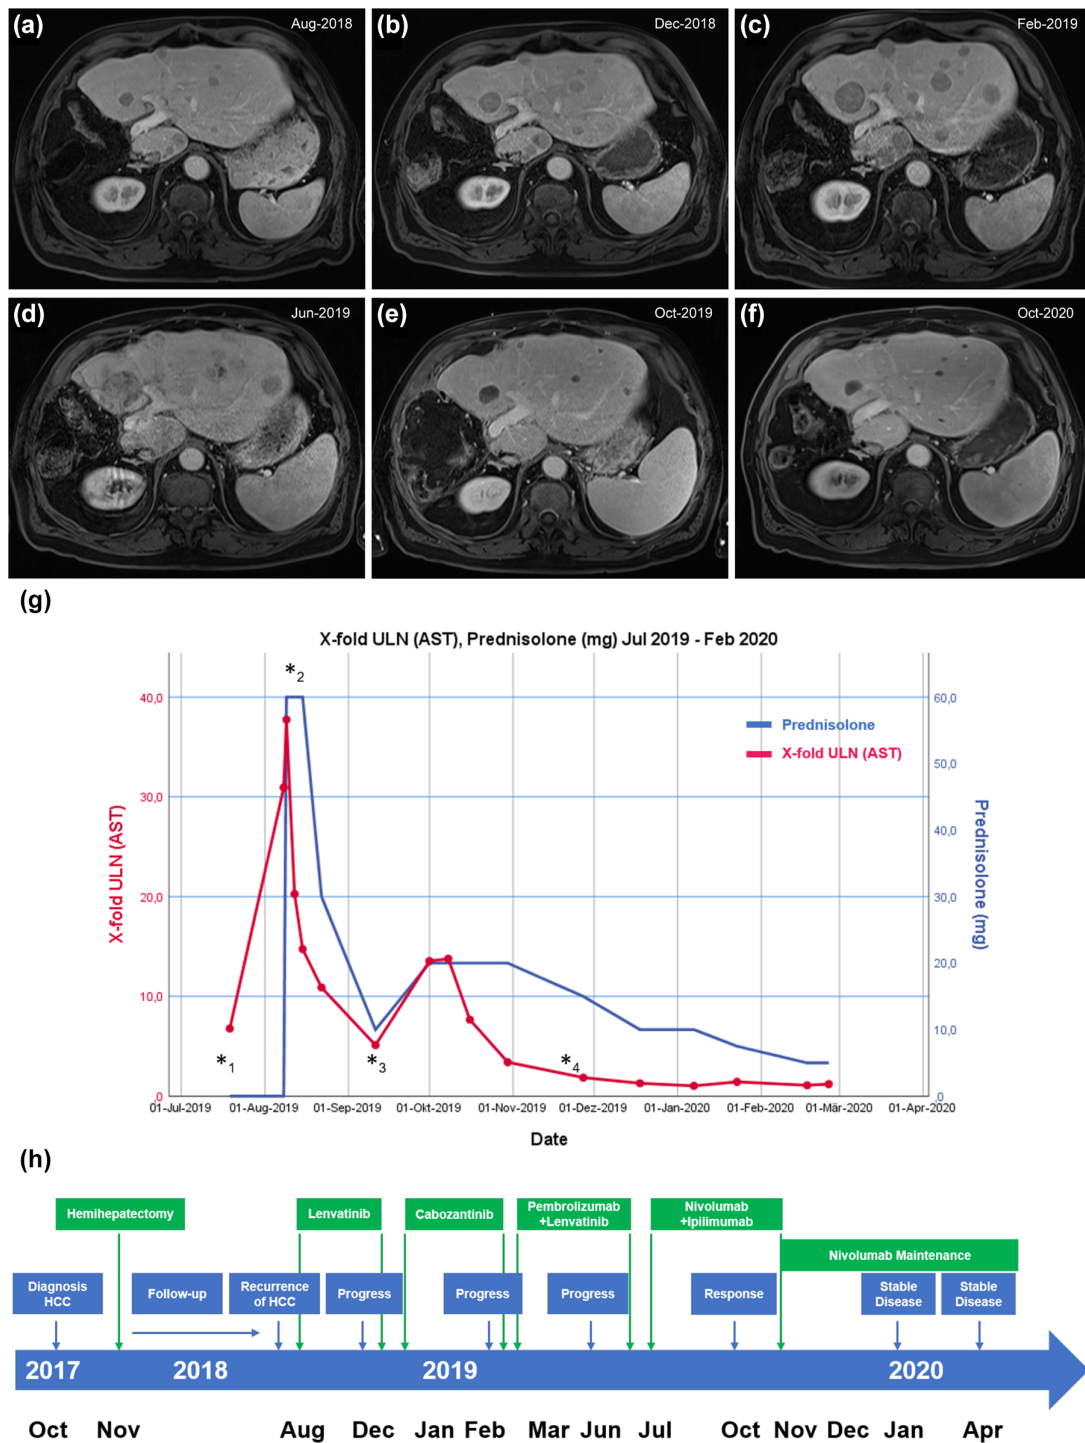 (a) Aug-2018
(b) Dec-2018
(c) Feb-2019
(d) Jun-2019
(e) Oct-2019
(f) Oct-2020
(g)
X-fold ULN (AST), Prednisolone (mg) Jul 2019 - Feb 2020
X-fold ULN (AST)
40,0
30,0
20,0
10,0
,0
*2
*1
*3
*4
Prednisolone
X-fold ULN (AST)
60,0
50,0
40,0
30,0
20,0
10,0
,0
Prednisolone (mg)
01-Jul-2019 01-Aug-2019 01-Sep-2019 01-Okt-2019 01-Nov-2019 01-Dez-2019 01-Jan-2020 01-Feb-2020 01-Mär-2020 01-Apr-2020
Date
(h)
Hemihepatectomy
Lenvatinib
Cabozantinib
Pembrolizumab
+Lenvatinib
Nivolumab
+Ipilimumab
Nivolumab Maintenance
Diagnosis
HCC
Follow-up
Recurrence
of HCC
Progress
Progress
Progress
Response
Stable
Disease
Stable
Disease
2017 2018 2019 2020
Oct Nov Aug Dec Jan Feb Mar Jun Jul Oct Nov Dec Jan Apr